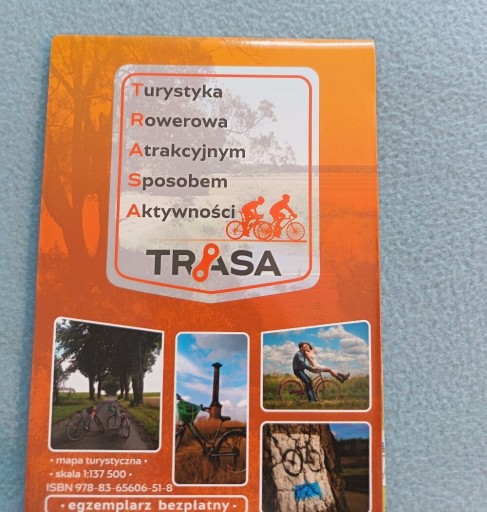 Turystyka
Rowerowa
Atrakcyjnym
Sposobem
Aktywności
TRASA
• mapa turystyczna •
• skala 1:137 500 •
ISBN 978-83-65606-51-8
• egzemplarz bezpłatny •